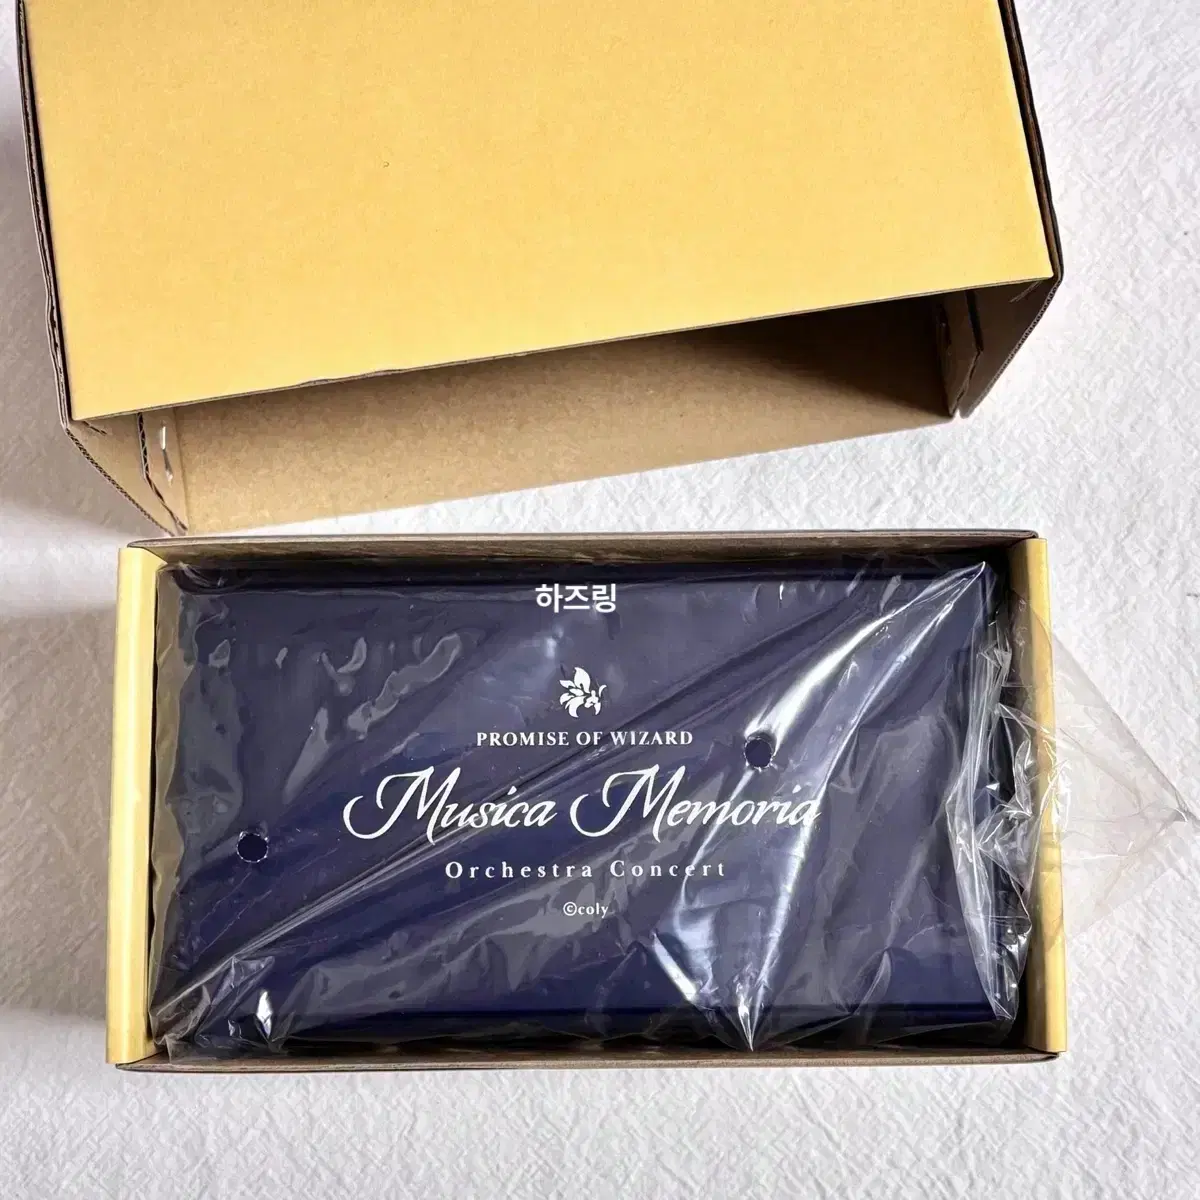 하즈링
PROMISE OF WIZARD
Musica Memoria
Orchestra Concert
©coly